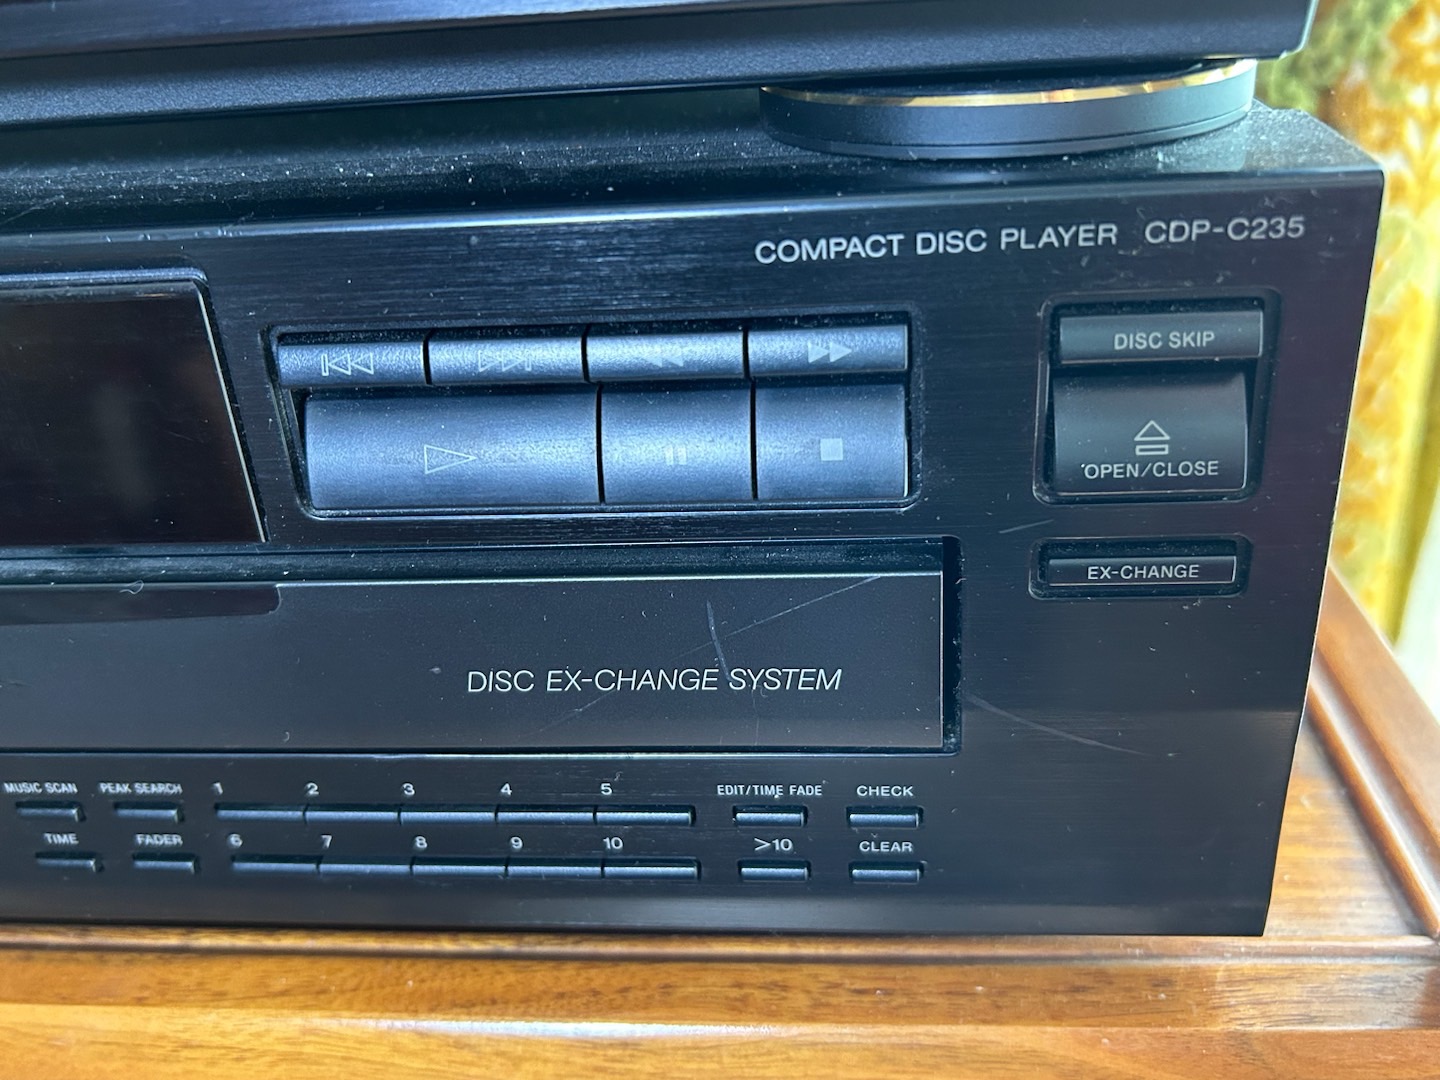 COMPACT DISC PLAYER CDP-C235
DISC SKIP
OPEN/CLOSE
EX-CHANGE
DISC EX-CHANGE SYSTEM
MUSIC SCAN PEAK SEARCH 1 2 3 4 5 EDIT/TIME FADE CHECK
TIME FADER 6 7 8 9 10 >10 CLEAR